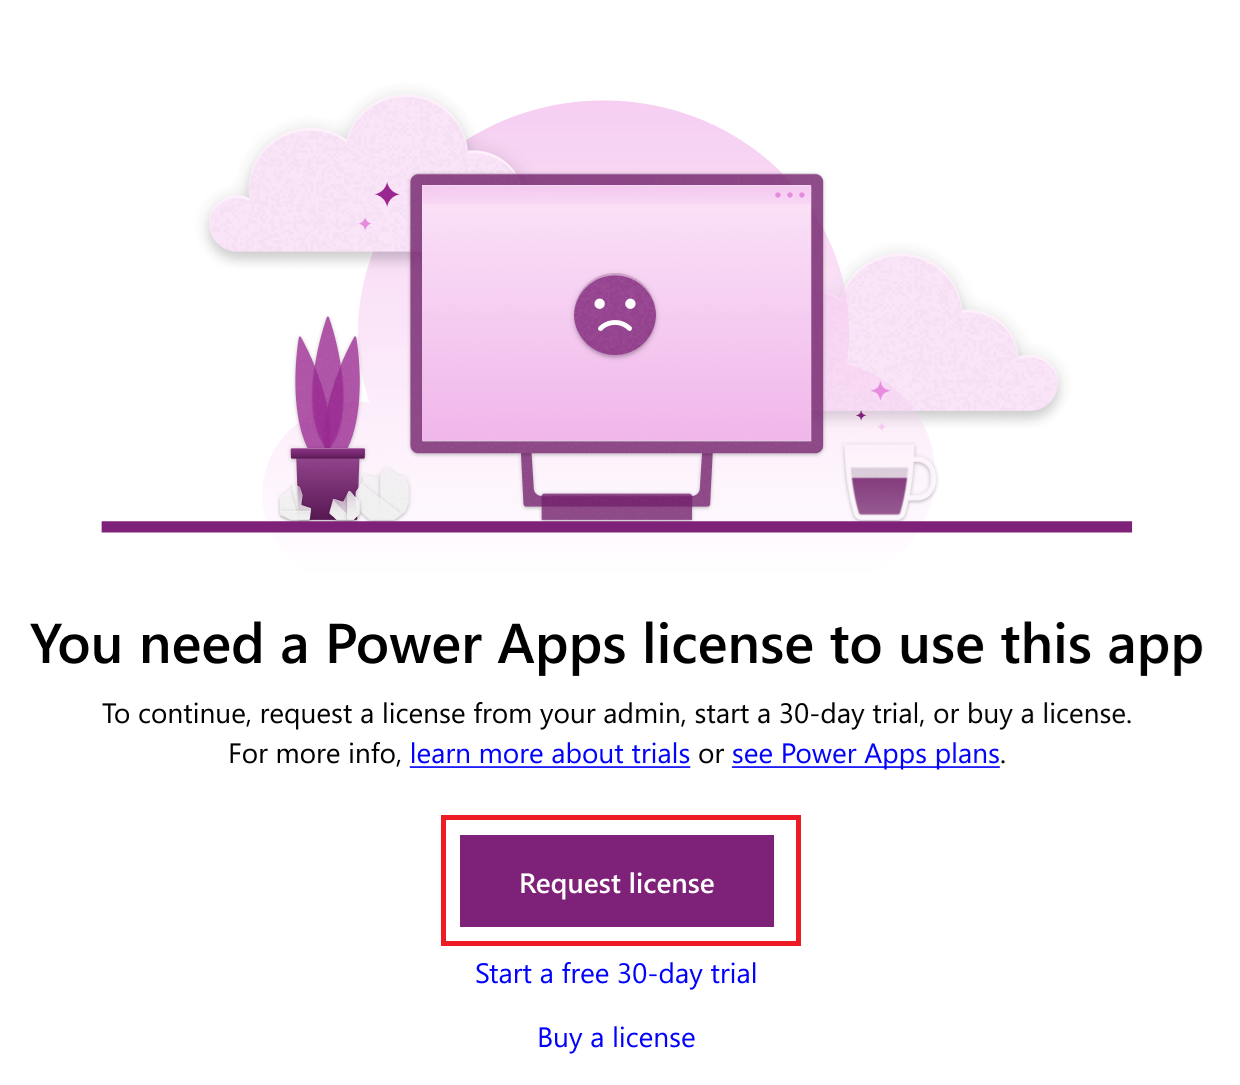 You need a Power Apps license to use this app
To continue, request a license from your admin, start a 30-day trial, or buy a license.
For more info, learn more about trials or see Power Apps plans.
Request license
Start a free 30-day trial
Buy a license